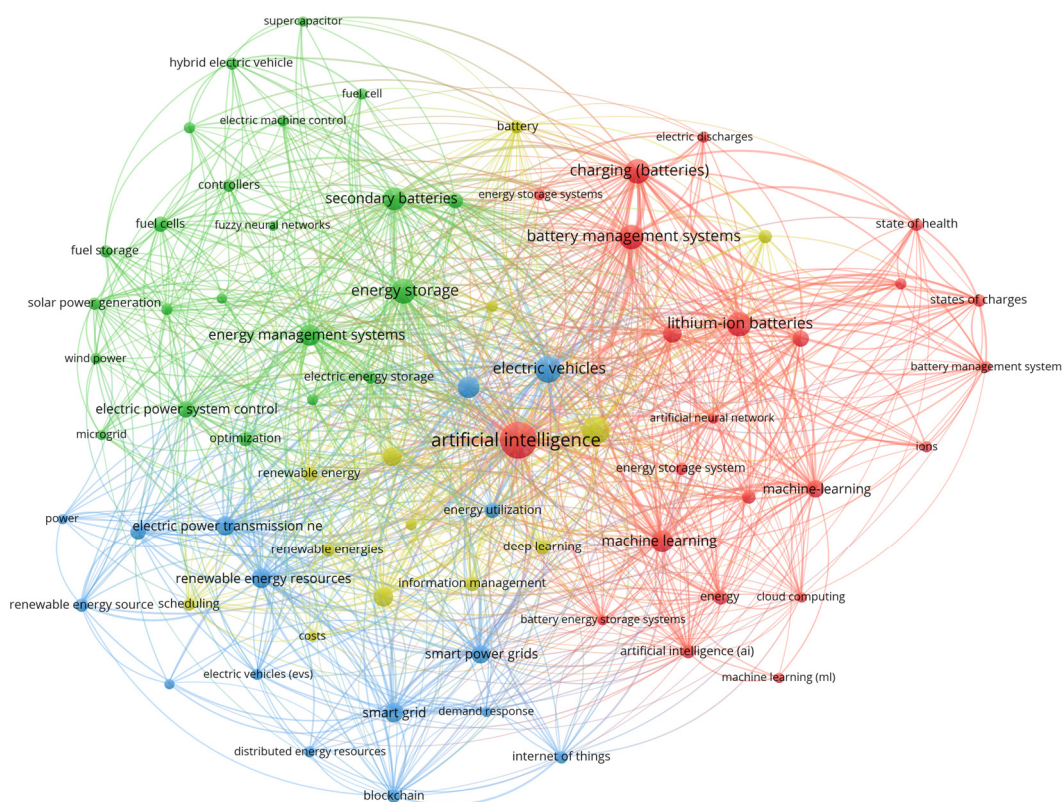 supercapacitor
hybrid electric vehicle
fuel cell
electric machine control
battery
electric discharges
charging (batteries)
controllers
energy storage systems
secondary batteries
fuel cells
fuzzy neural networks
state of health
battery management systems
fuel storage
energy storage
solar power generation
states of charges
lithium-ion batteries
energy management systems
wind power
electric vehicles
battery management system
electric energy storage
electric power system control
artificial neural network
microgrid
optimization
artificial intelligence
ions
renewable energy
energy storage system
machine-learning
energy utilization
power
electric power transmission ne
machine learning
renewable energies
deep learning
renewable energy resources
information management
renewable energy source
scheduling
energy
cloud computing
battery energy storage systems
costs
smart power grids
artificial intelligence (ai)
electric vehicles (evs)
machine learning (ml)
smart grid
demand response
distributed energy resources
internet of things
blockchain